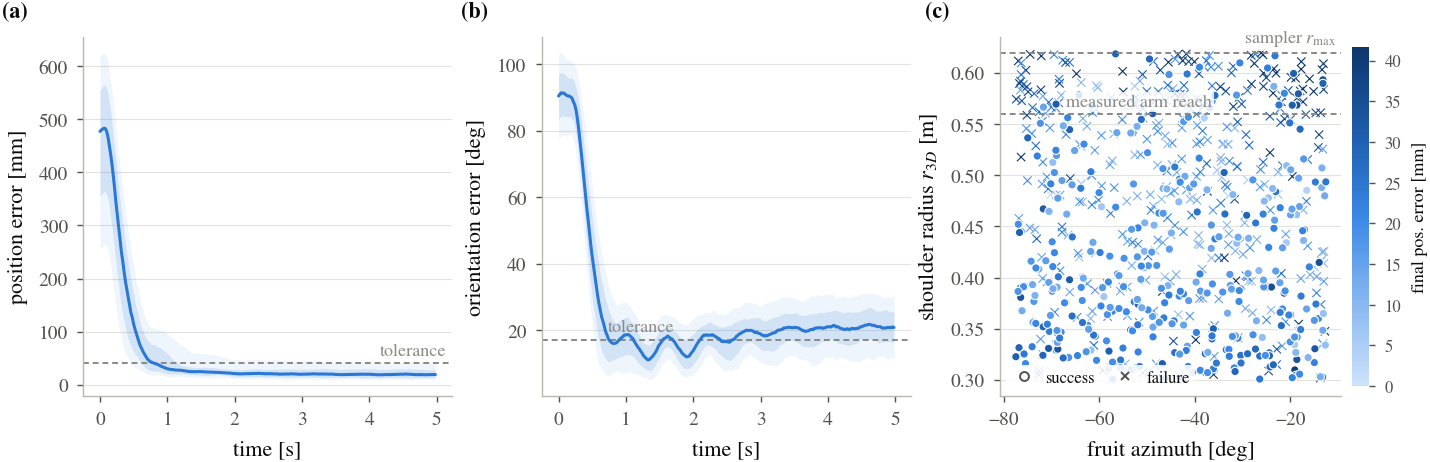 (a)
position error [mm]
600
500
400
300
200
100
0
tolerance
0
1
2
3
4
5
time [s]
(b)
orientation error [deg]
100
80
60
40
20
tolerance
0
1
2
3
4
5
time [s]
(c)
shoulder radius r3D [m]
0.60
0.55
0.50
0.45
0.40
0.35
0.30
sampler rmax
measured arm reach
success
failure
−80
−60
−40
−20
fruit azimuth [deg]
40
35
30
25
20
15
10
5
0
final pos. error [mm]